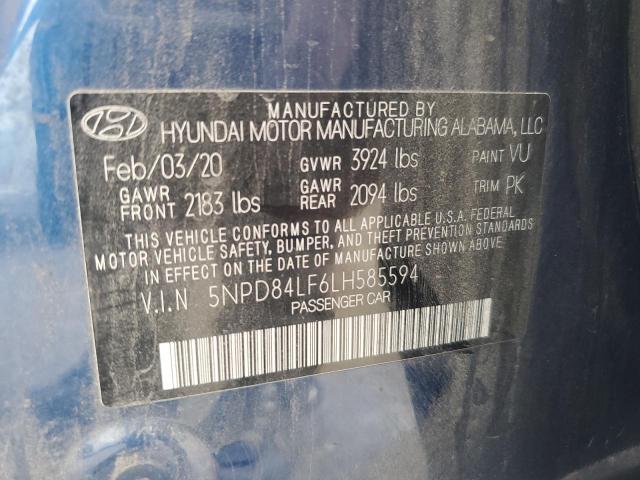 MANUFACTURED BY
HYUNDAI MOTOR MANUFACTURING ALABAMA, LLC
Feb/03/20 GVWR 3924 lbs PAINT VU
GAWR FRONT 2183 lbs GAWR REAR 2094 lbs TRIM PK
THIS VEHICLE CONFORMS TO ALL APPLICABLE U.S.A. FEDERAL
MOTOR VEHICLE SAFETY, BUMPER, AND THEFT PREVENTION STANDARDS
IN EFFECT ON THE DATE OF MANUFACTURE SHOWN ABOVE.
V.I.N 5NPD84LF6LH585594
PASSENGER CAR